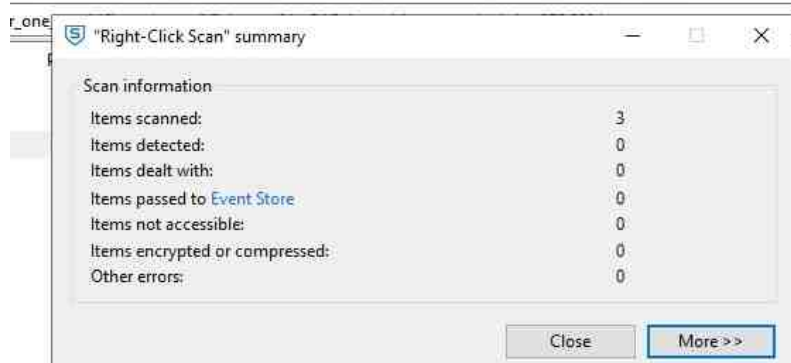 r_one
"Right-Click Scan" summary
Scan information
Items scanned: 3
Items detected: 0
Items dealt with: 0
Items passed to Event Store 0
Items not accessible: 0
Items encrypted or compressed: 0
Other errors: 0
Close More >>